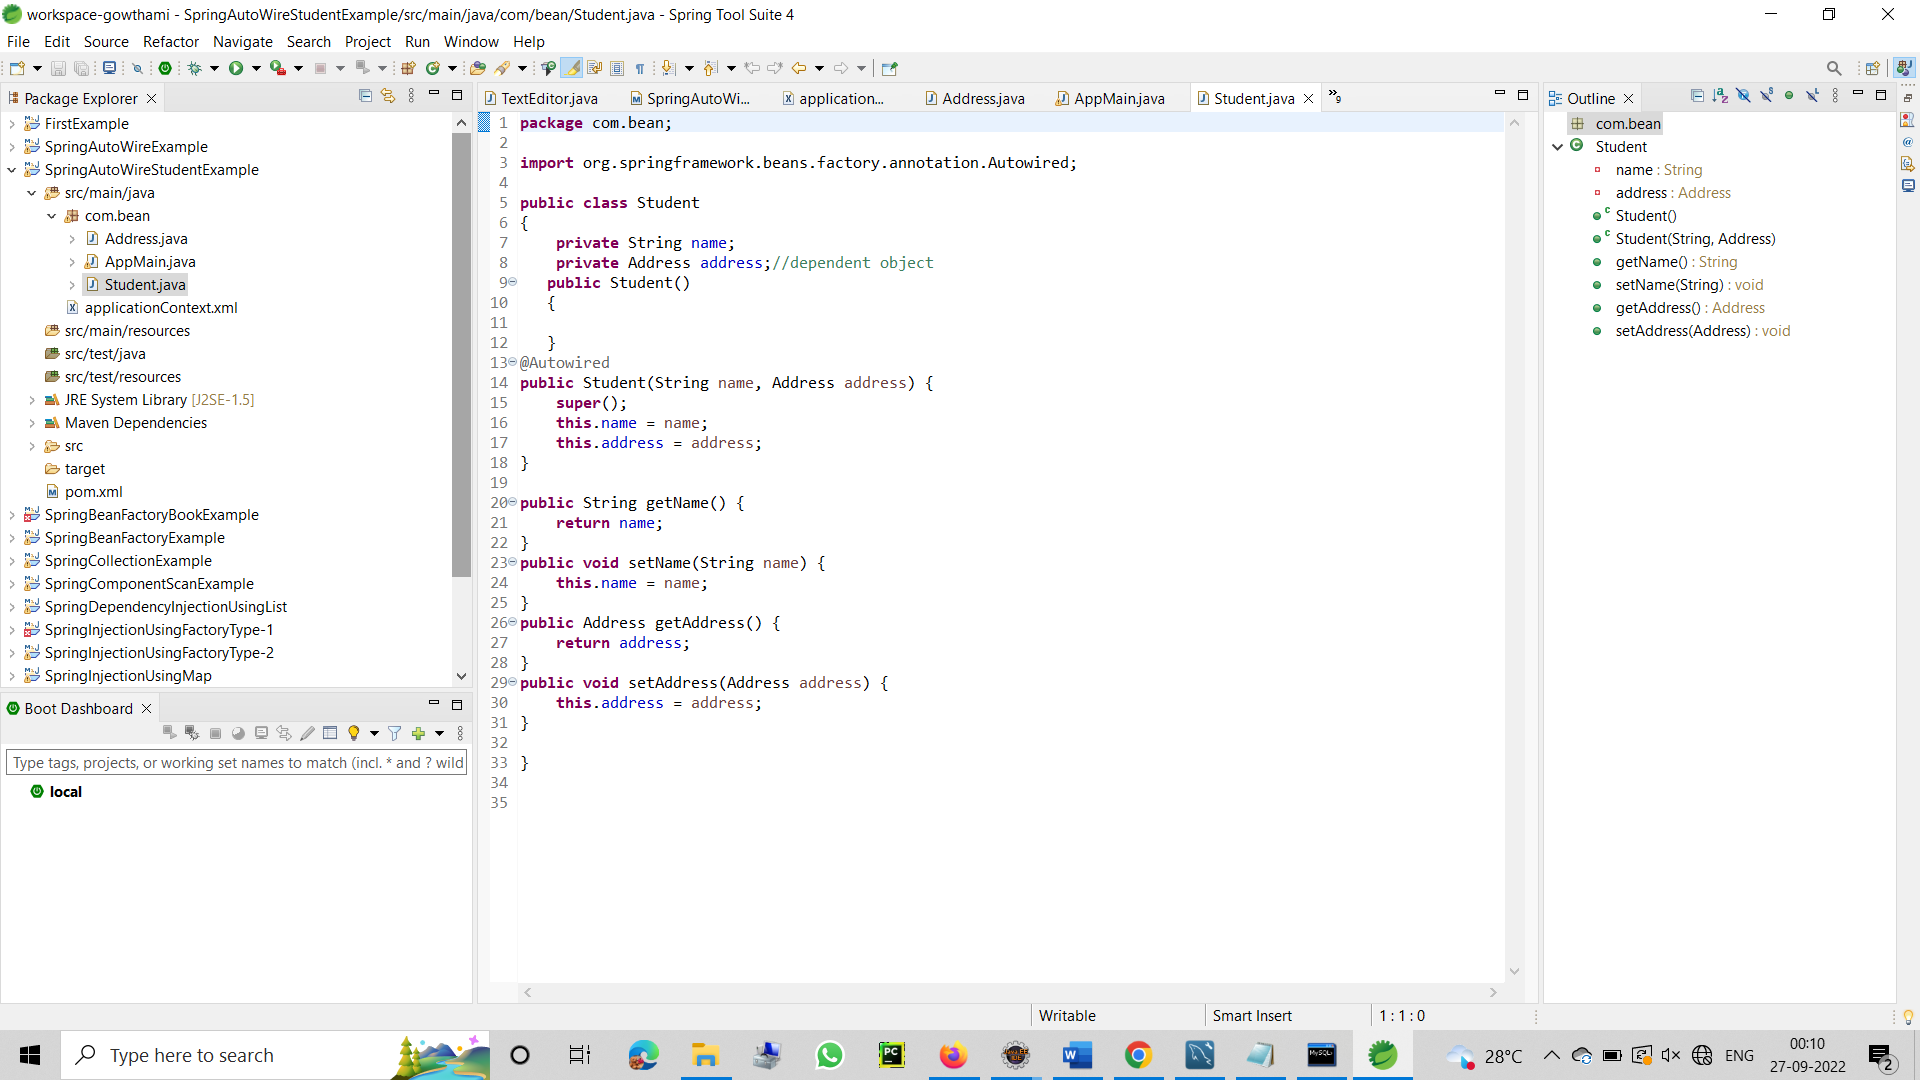 workspace-gowthami - SpringAutoWireStudentExample/src/main/java/com/bean/Student.java - Spring Tool Suite 4
File Edit Source Refactor Navigate Search Project Run Window Help
Package Explorer
FirstExample
SpringAutoWireExample
SpringAutoWireStudentExample
src/main/java
com.bean
Address.java
AppMain.java
Student.java
applicationContext.xml
src/main/resources
src/test/java
src/test/resources
JRE System Library [J2SE-1.5]
Maven Dependencies
src
target
pom.xml
SpringBeanFactoryBookExample
SpringBeanFactoryExample
SpringCollectionExample
SpringComponentScanExample
SpringDependencyInjectionUsingList
SpringInjectionUsingFactoryType-1
SpringInjectionUsingFactoryType-2
SpringInjectionUsingMap
Boot Dashboard
Type tags, projects, or working set names to match (incl. * and ? wild
local
TextEditor.java SpringAutoWi... application... Address.java AppMain.java Student.java »9
1 package com.bean;
2
3 import org.springframework.beans.factory.annotation.Autowired;
4
5 public class Student
6 {
7     private String name;
8     private Address address;//dependent object
9    public Student()
10    {
11
12    }
13 @Autowired
14 public Student(String name, Address address) {
15     super();
16     this.name = name;
17     this.address = address;
18 }
19
20 public String getName() {
21     return name;
22 }
23 public void setName(String name) {
24     this.name = name;
25 }
26 public Address getAddress() {
27     return address;
28 }
29 public void setAddress(Address address) {
30     this.address = address;
31 }
32
33 }
34
35
Outline
com.bean
Student
name : String
address : Address
Student()
Student(String, Address)
getName() : String
setName(String) : void
getAddress() : Address
setAddress(Address) : void
Writable Smart Insert 1 : 1 : 0
Type here to search
28°C ENG
00:10
27-09-2022
2